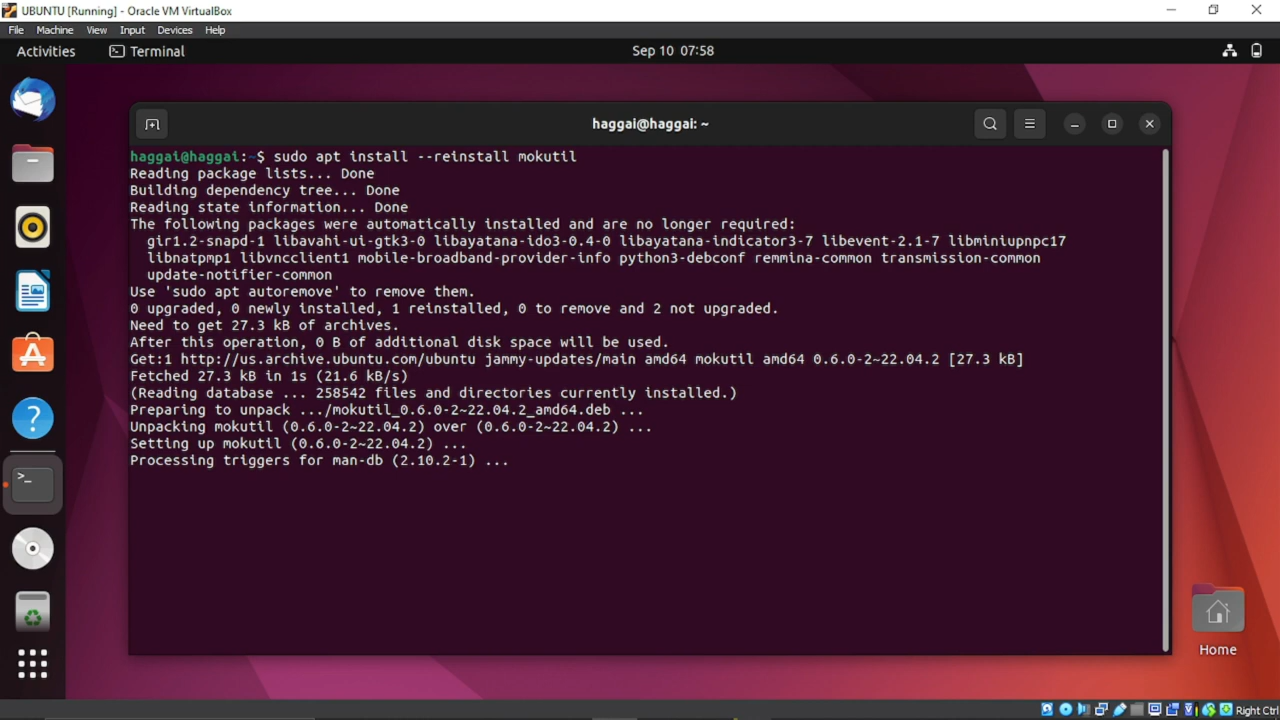 UBUNTU [Running] - Oracle VM VirtualBox
File Machine View Input Devices Help
Activities Terminal Sep 10 07:58
haggai@haggai: ~
haggai@haggai:~$ sudo apt install --reinstall mokutil
Reading package lists... Done
Building dependency tree... Done
Reading state information... Done
The following packages were automatically installed and are no longer required:
gir1.2-snapd-1 libavahi-ui-gtk3-0 libayatana-ido3-0.4-0 libayatana-indicator3-7 libevent-2.1-7 libminiupnpc17
libnatpmp1 libvncclient1 mobile-broadband-provider-info python3-debconf remmina-common transmission-common
update-notifier-common
Use 'sudo apt autoremove' to remove them.
0 upgraded, 0 newly installed, 1 reinstalled, 0 to remove and 2 not upgraded.
Need to get 27.3 kB of archives.
After this operation, 0 B of additional disk space will be used.
Get:1 http://us.archive.ubuntu.com/ubuntu jammy-updates/main amd64 mokutil amd64 0.6.0-2~22.04.2 [27.3 kB]
Fetched 27.3 kB in 1s (21.6 kB/s)
(Reading database ... 258542 files and directories currently installed.)
Preparing to unpack .../mokutil_0.6.0-2~22.04.2_amd64.deb ...
Unpacking mokutil (0.6.0-2~22.04.2) over (0.6.0-2~22.04.2) ...
Setting up mokutil (0.6.0-2~22.04.2) ...
Processing triggers for man-db (2.10.2-1) ...
Home
Right Ctrl